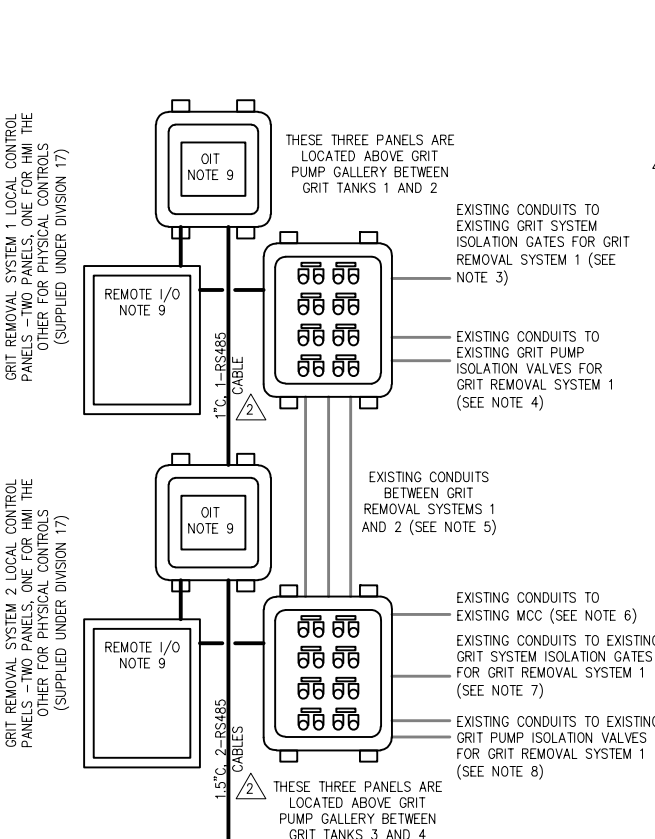 GRIT REMOVAL SYSTEM 1 LOCAL CONTROL
PANELS -TWO PANELS, ONE FOR HMI THE
OTHER FOR PHYSICAL CONTROLS
(SUPPLIED UNDER DIVISION 17)
OIT
NOTE 9
THESE THREE PANELS ARE
LOCATED ABOVE GRIT
PUMP GALLERY BETWEEN
GRIT TANKS 1 AND 2
REMOTE I/O
NOTE 9
1"C, 1-RS485
CABLE
2
EXISTING CONDUITS TO
EXISTING GRIT SYSTEM
ISOLATION GATES FOR GRIT
REMOVAL SYSTEM 1 (SEE
NOTE 3)
EXISTING CONDUITS TO
EXISTING GRIT PUMP
ISOLATION VALVES FOR
GRIT REMOVAL SYSTEM 1
(SEE NOTE 4)
EXISTING CONDUITS
BETWEEN GRIT
REMOVAL SYSTEMS 1
AND 2 (SEE NOTE 5)
GRIT REMOVAL SYSTEM 2 LOCAL CONTROL
PANELS -TWO PANELS, ONE FOR HMI THE
OTHER FOR PHYSICAL CONTROLS
(SUPPLIED UNDER DIVISION 17)
OIT
NOTE 9
REMOTE I/O
NOTE 9
1.5"C, 2-RS485
CABLES
2
EXISTING CONDUITS TO
EXISTING MCC (SEE NOTE 6)
EXISTING CONDUITS TO EXISTING
GRIT SYSTEM ISOLATION GATES
FOR GRIT REMOVAL SYSTEM 1
(SEE NOTE 7)
EXISTING CONDUITS TO EXISTING
GRIT PUMP ISOLATION VALVES
FOR GRIT REMOVAL SYSTEM 1
(SEE NOTE 8)
THESE THREE PANELS ARE
LOCATED ABOVE GRIT
PUMP GALLERY BETWEEN
GRIT TANKS 3 AND 4